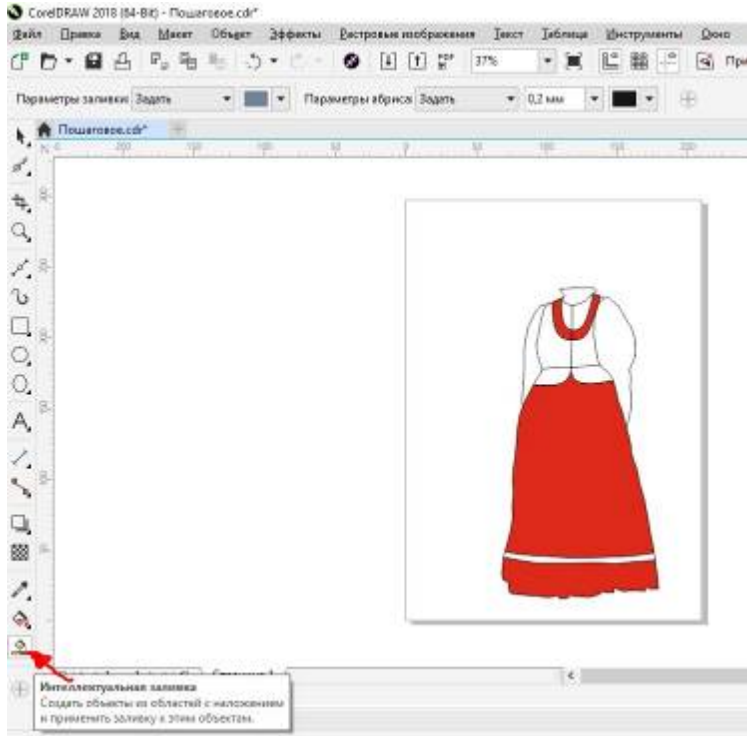 CorelDRAW 2018 (64-Bit) - Пошаговое.cdr*
Файл Правка Вид Макет Объект Эффекты Растровые изображения Текст Таблица Инструменты Окно
PDF 37% При
Параметры заливки: Задать Параметры абриса: Задать 0,2 мм
Пошаговое.cdr*
Интеллектуальная заливка
Создать объекты из областей с наложением
и применить заливку к этим объектам.